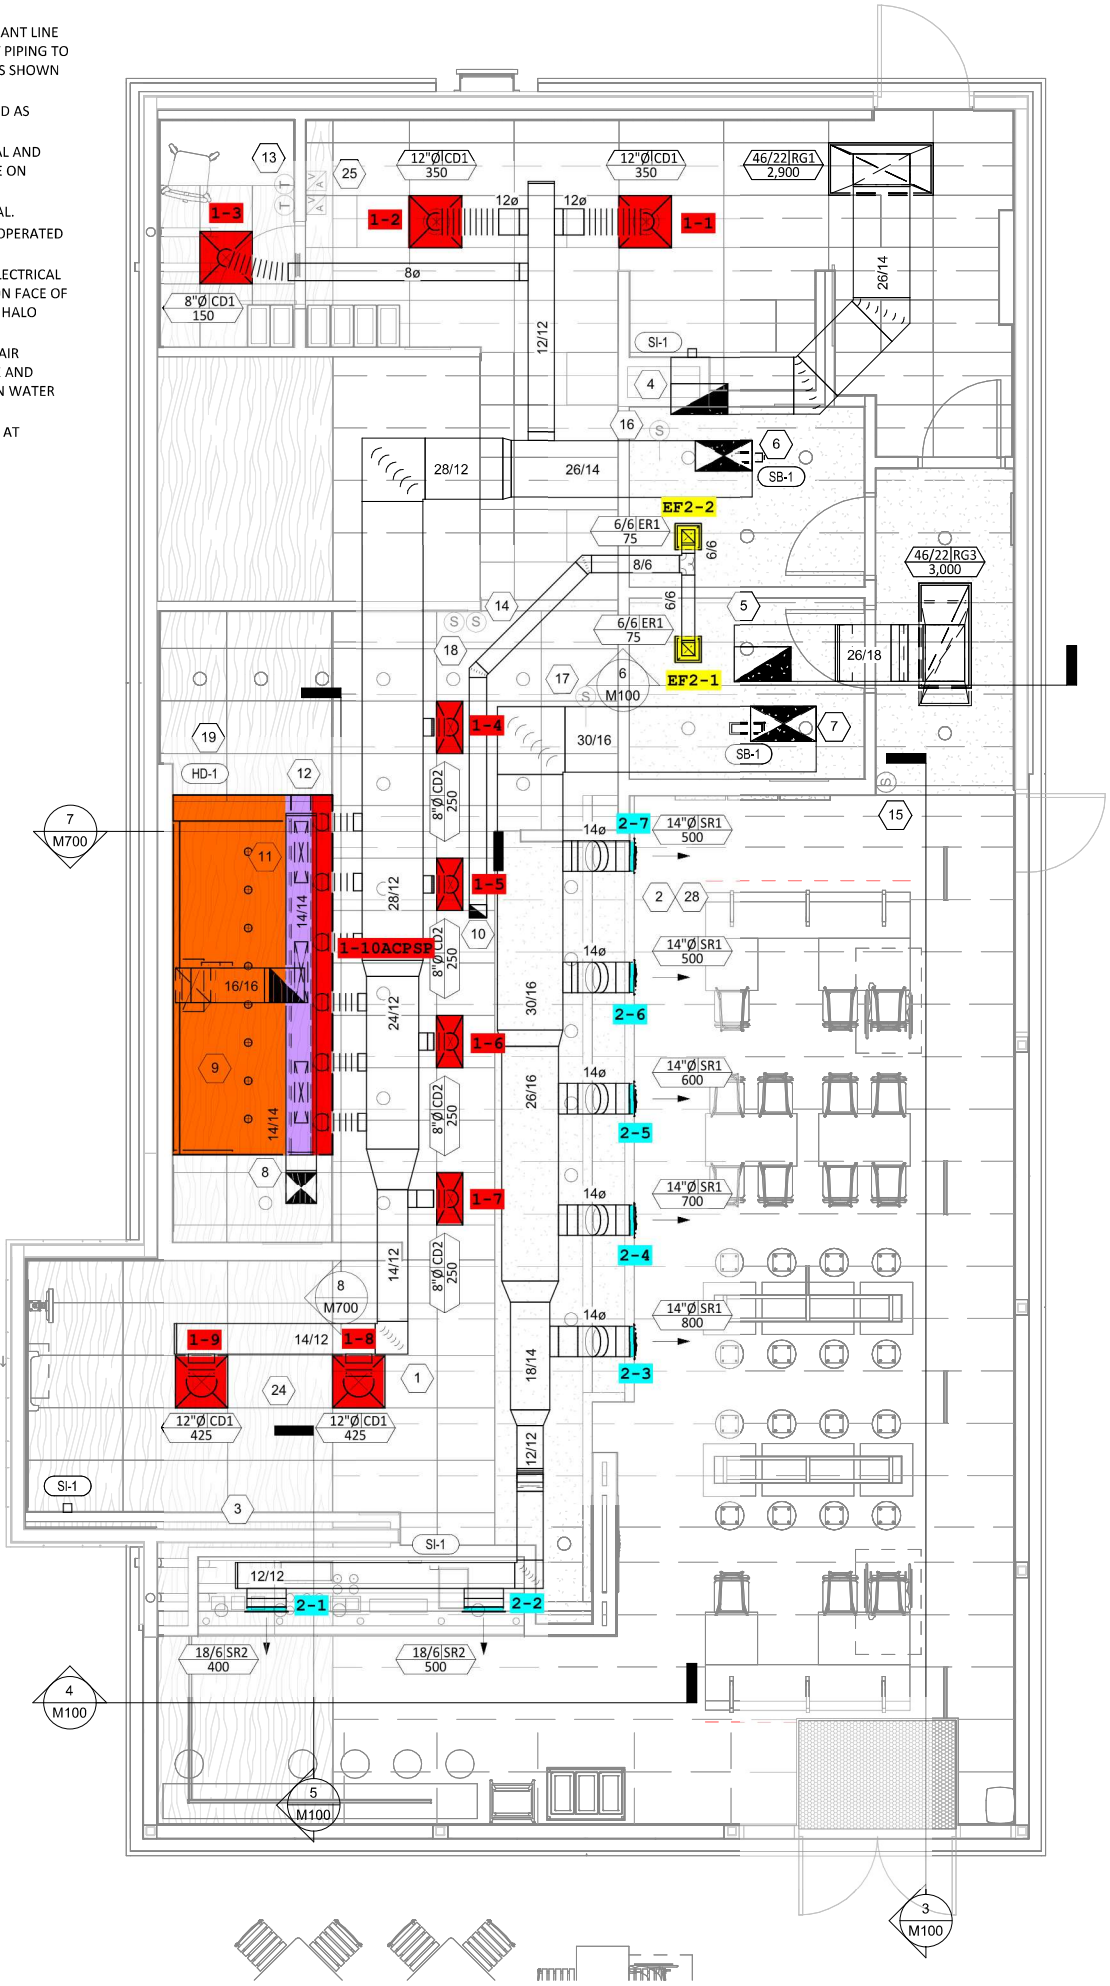 ANT LINE
PIPING TO
S SHOWN
D AS
AL AND
E ON
AL.
OPERATED
LECTRICAL
ON FACE OF
HALO
AIR
AND
N WATER
AT
13
25
12"Ø CD1
350
12"Ø CD1
350
46/22 RG1
2,900
T
T
A V
A V
1-3
1-2
12ø
12ø
1-1
8ø
26/14
8"Ø CD1
150
12/12
SI-1
4
16
S
6
28/12
26/14
SB-1
EF2-2
6/6 ER1
75
6/6
8/6
46/22 RG3
3,000
14
6/6
5
S S
6/6 ER1
75
18
17
6
M100
EF2-1
26/18
S
1-4
19
30/16
7
SB-1
HD-1
12
8"Ø CD2
250
S
7
M700
14ø
2-7
14"Ø SR1
500
15
11
14/14
28/12
1-5
2
28
10
1-10ACPSP
8"Ø CD2
250
14ø
14"Ø SR1
500
16/16
30/16
24/12
2-6
1-6
9
14ø
14"Ø SR1
600
26/16
14/14
8"Ø CD2
250
2-5
8
1-7
14ø
14"Ø SR1
700
2-4
14/12
8"Ø CD2
250
8
M700
14ø
14"Ø SR1
800
1-9
14/12
1-8
2-3
18/14
1
24
12"Ø CD1
425
12"Ø CD1
425
12/12
SI-1
3
SI-1
12/12
2-1
2-2
18/6 SR2
400
18/6 SR2
500
4
M100
5
M100
3
M100